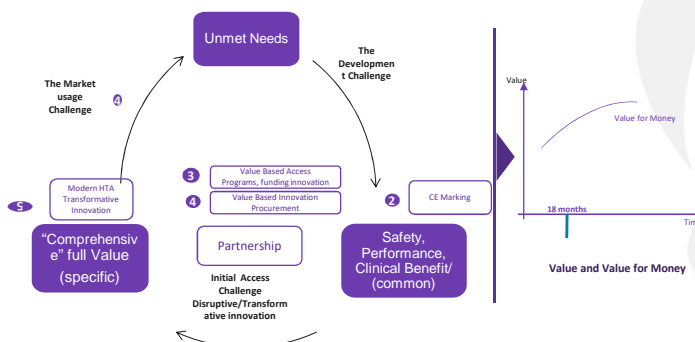 Unmet Needs
The
Developmen
t Challenge
The Market
usage
Challenge
4
Value
Value for Money
3
Value Based Access
Programs, funding innovation
4
Value Based Innovation
Procurement
5
Modern HTA
Transformative
Innovation
2
CE Marking
18 months
Tim
"Comprehensiv
e" full Value
(specific)
Partnership
Safety,
Performance,
Clinical Benefit/
(common)
Initial Access
Challenge
Disruptive/Transform
ative innovation
Value and Value for Money